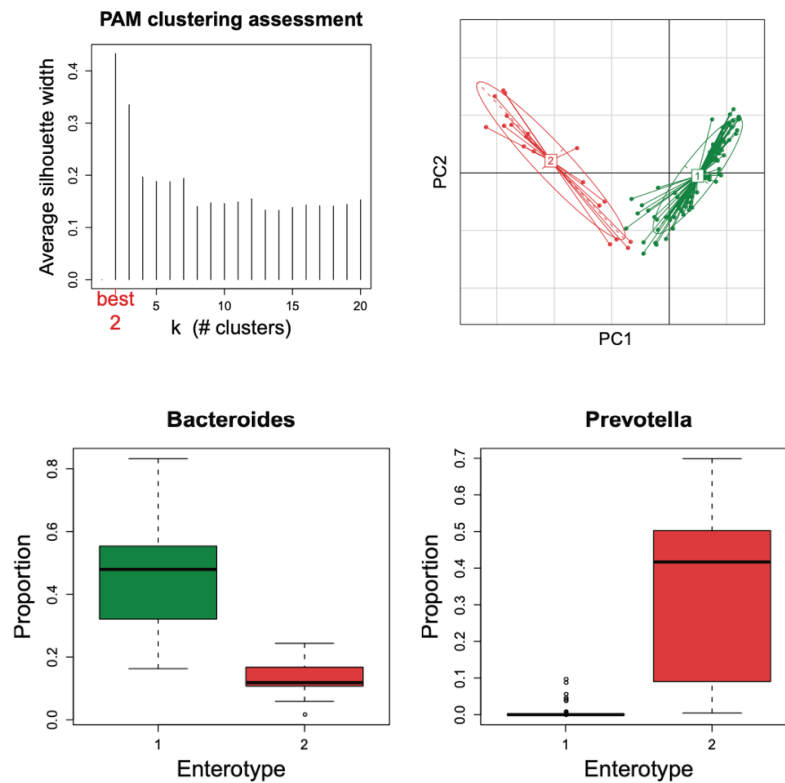 PAM clustering assessment
Average silhouette width
0.4
0.3
0.2
0.1
0.0
best
2
5
10
15
20
k (# clusters)
PC2
2
1
PC1
Bacteroides
Proportion
0.8
0.6
0.4
0.2
0.0
1
2
Enterotype
Prevotella
Proportion
0.7
0.6
0.5
0.4
0.3
0.2
0.1
0.0
1
2
Enterotype